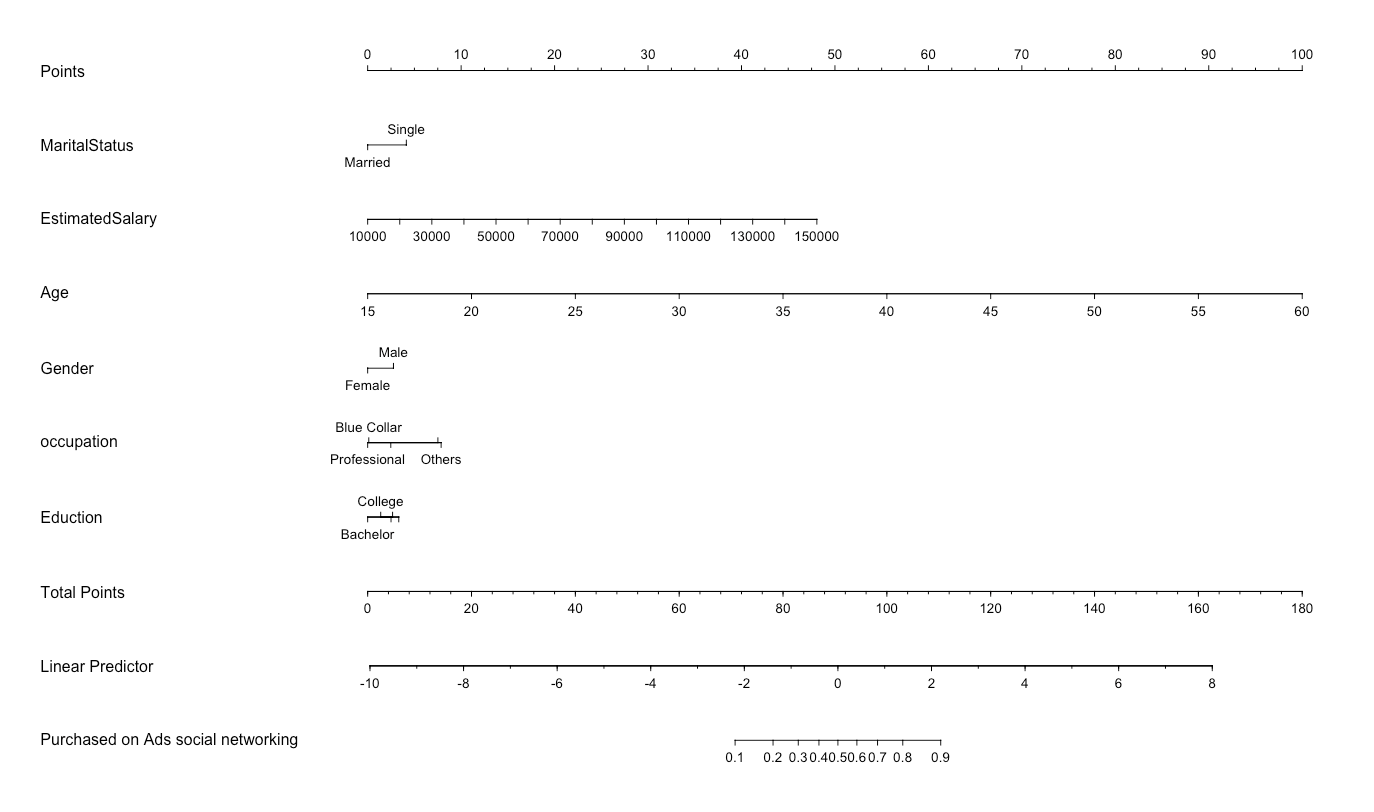 0 10 20 30 40 50 60 70 80 90 100
Points
Single
MaritalStatus
Married
EstimatedSalary
10000 30000 50000 70000 90000 110000 130000 150000
Age
15 20 25 30 35 40 45 50 55 60
Male
Gender
Female
Blue Collar
occupation
Professional Others
College
Eduction
Bachelor
Total Points
0 20 40 60 80 100 120 140 160 180
Linear Predictor
-10 -8 -6 -4 -2 0 2 4 6 8
Purchased on Ads social networking
0.1 0.2 0.3 0.4 0.5 0.6 0.7 0.8 0.9